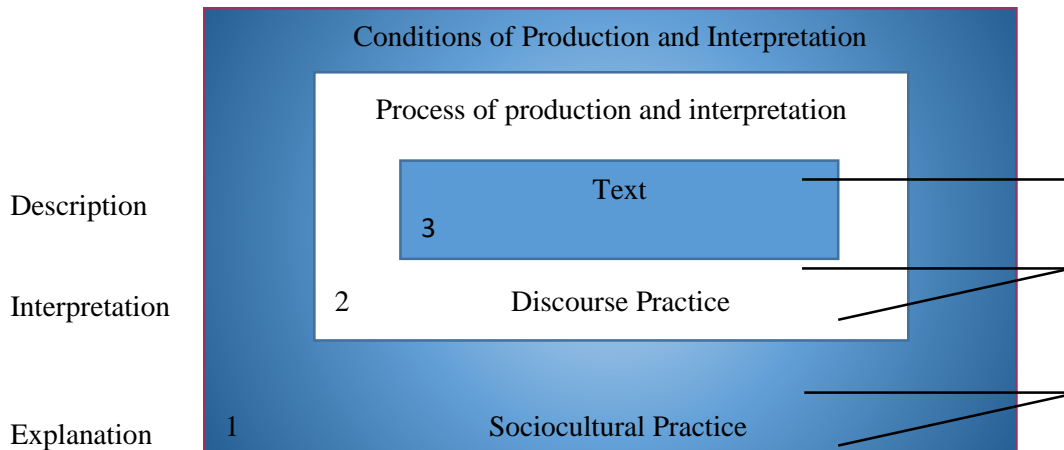 Conditions of Production and Interpretation
Process of production and interpretation
Text
Description
3
Interpretation
2 Discourse Practice
Explanation
1 Sociocultural Practice